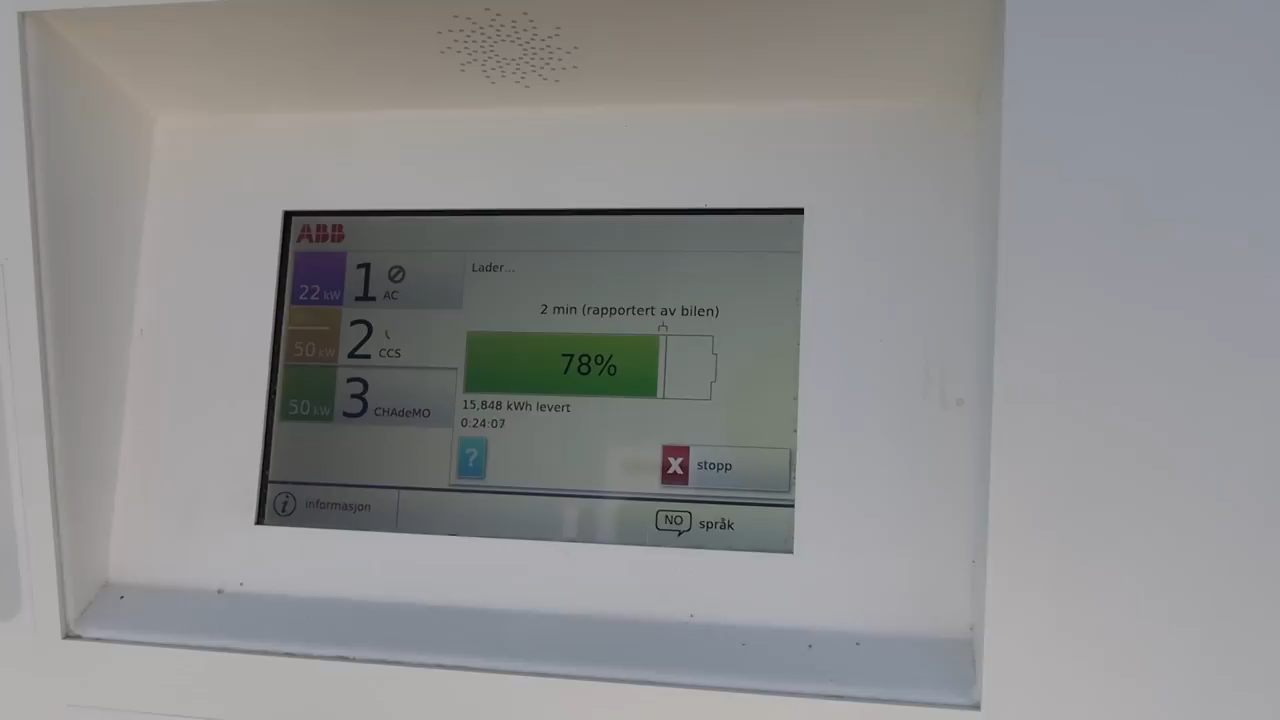 ABB
22 kW
1
AC
50 kW
2
CCS
50 kW
3
CHAdeMO
Lader...
2 min (rapportert av bilen)
78%
15,848 kWh levert
0:24:07
?
X stopp
i informasjon
NO språk